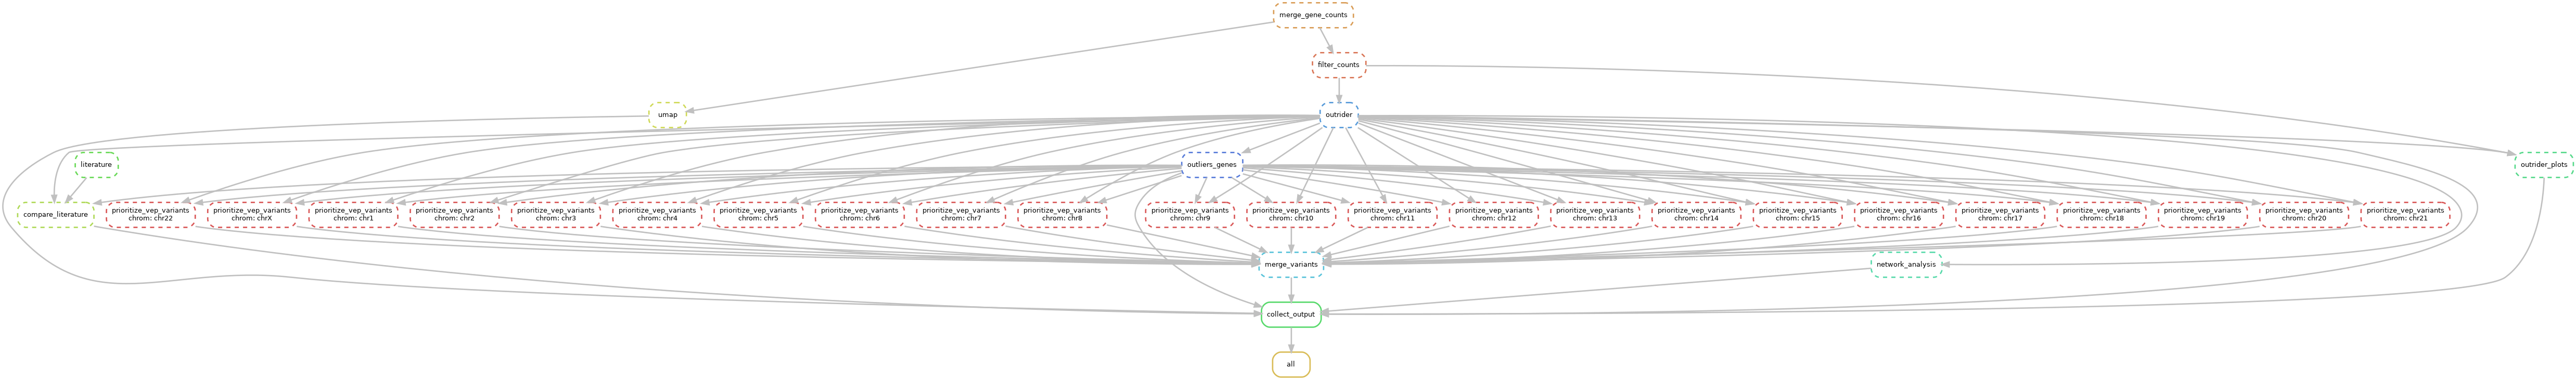 merge_gene_counts
filter_counts
umap
outrider
literature
outliers_genes
outrider_plots
compare_literature
prioritize_vep_variants
chrom: chr22
prioritize_vep_variants
chrom: chrX
prioritize_vep_variants
chrom: chr1
prioritize_vep_variants
chrom: chr2
prioritize_vep_variants
chrom: chr3
prioritize_vep_variants
chrom: chr4
prioritize_vep_variants
chrom: chr5
prioritize_vep_variants
chrom: chr6
prioritize_vep_variants
chrom: chr7
prioritize_vep_variants
chrom: chr8
prioritize_vep_variants
chrom: chr9
prioritize_vep_variants
chrom: chr10
prioritize_vep_variants
chrom: chr11
prioritize_vep_variants
chrom: chr12
prioritize_vep_variants
chrom: chr13
prioritize_vep_variants
chrom: chr14
prioritize_vep_variants
chrom: chr15
prioritize_vep_variants
chrom: chr16
prioritize_vep_variants
chrom: chr17
prioritize_vep_variants
chrom: chr18
prioritize_vep_variants
chrom: chr19
prioritize_vep_variants
chrom: chr20
prioritize_vep_variants
chrom: chr21
merge_variants
network_analysis
collect_output
all